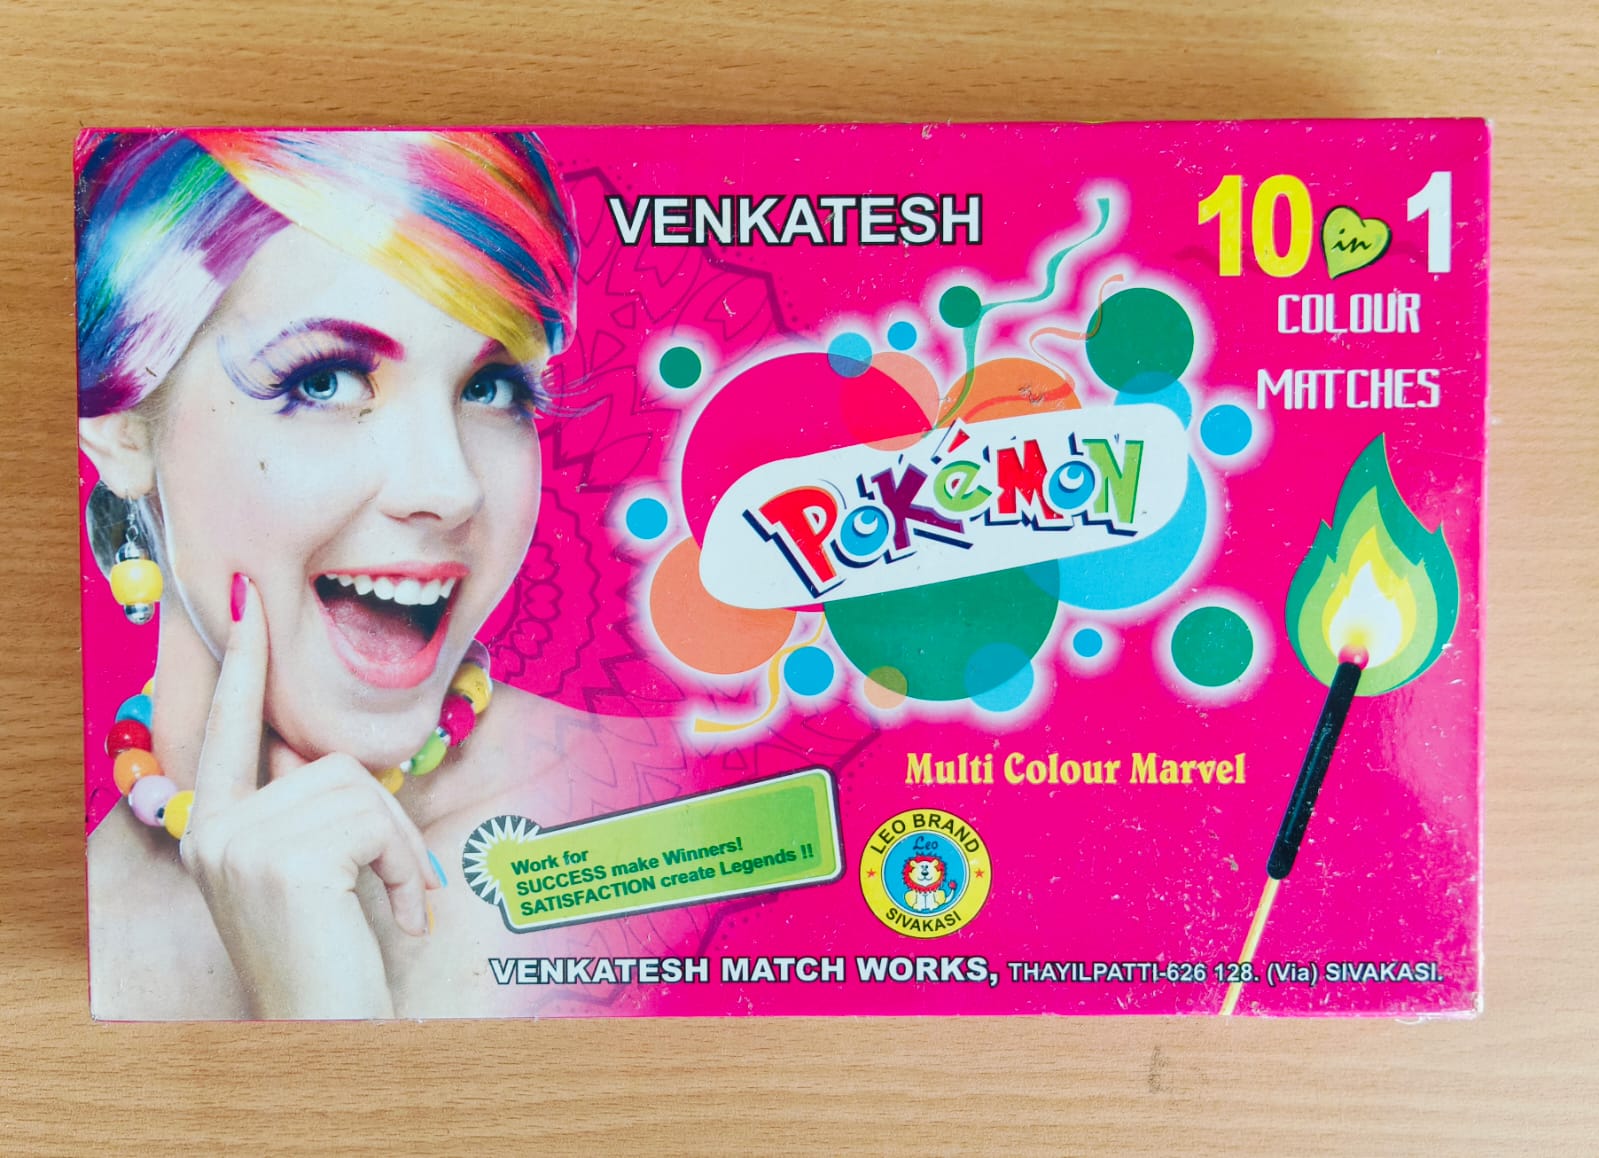 VENKATESH
10 in 1
COLOUR
MATCHES
POKéMON
Multi Colour Marvel
Work for
SUCCESS make Winners!
SATISFACTION create Legends !!
LEO BRAND
Leo
SIVAKASI
VENKATESH MATCH WORKS, THAYILPATTI-626 128. (Via) SIVAKASI.